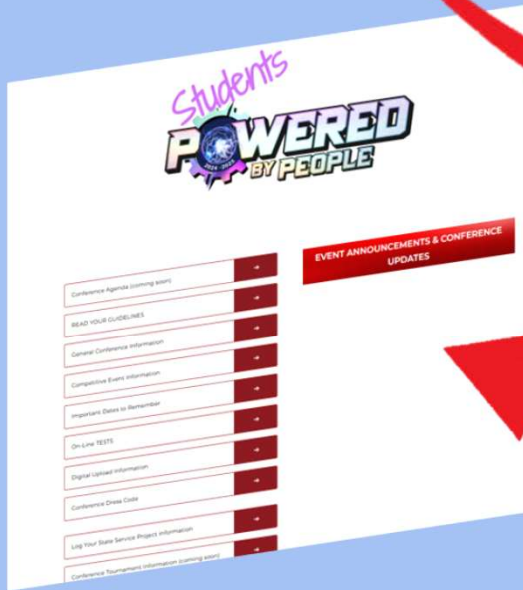 Students
POWERED
2024-2025
BY PEOPLE
EVENT ANNOUNCEMENTS & CONFERENCE
UPDATES
Conference Agenda (coming soon)
READ YOUR GUIDELINES
General Conference Information
Competitive Event Information
Important Dates to Remember
On-Line TESTS
Digital Upload Information
Conference Dress Code
Log Your State Service Project Information
Conference Tournament Information (coming soon)